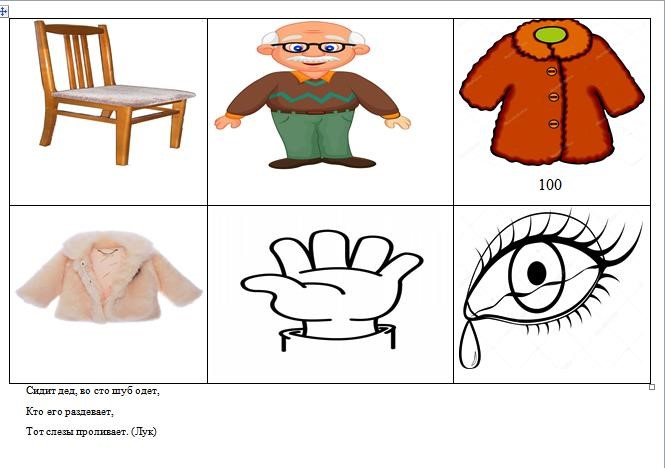 100
Сидит дед, во сто шуб одет,
Кто его раздевает,
Тот слезы проливает. (Лук)